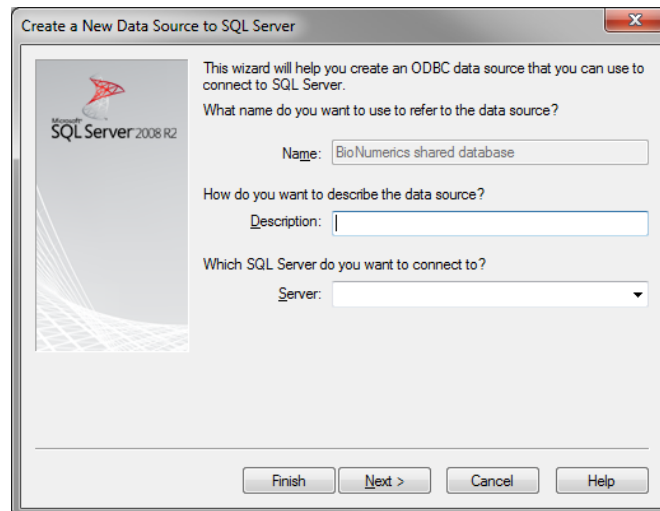 Create a New Data Source to SQL Server
This wizard will help you create an ODBC data source that you can use to
connect to SQL Server.
What name do you want to use to refer to the data source?
Microsoft
SQL Server 2008 R2
Name: BioNumerics shared database
How do you want to describe the data source?
Description:
Which SQL Server do you want to connect to?
Server:
Finish Next > Cancel Help